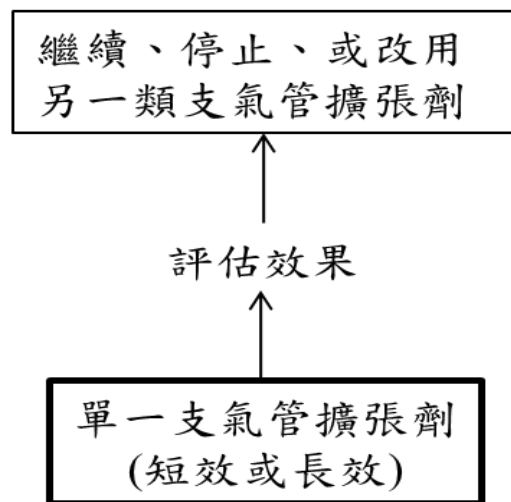 繼續、停止、或改用
另一類支氣管擴張劑
評估效果
單一支氣管擴張劑
(短效或長效)